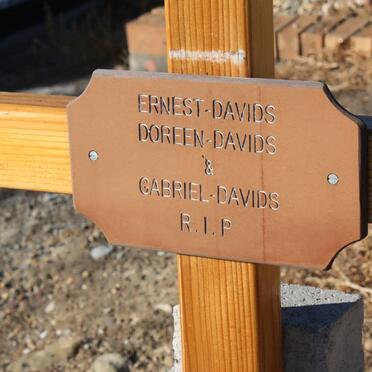 ERNEST-DAVIDS
DOREEN-DAVIDS
&
GABRIEL-DAVIDS
R.I.P